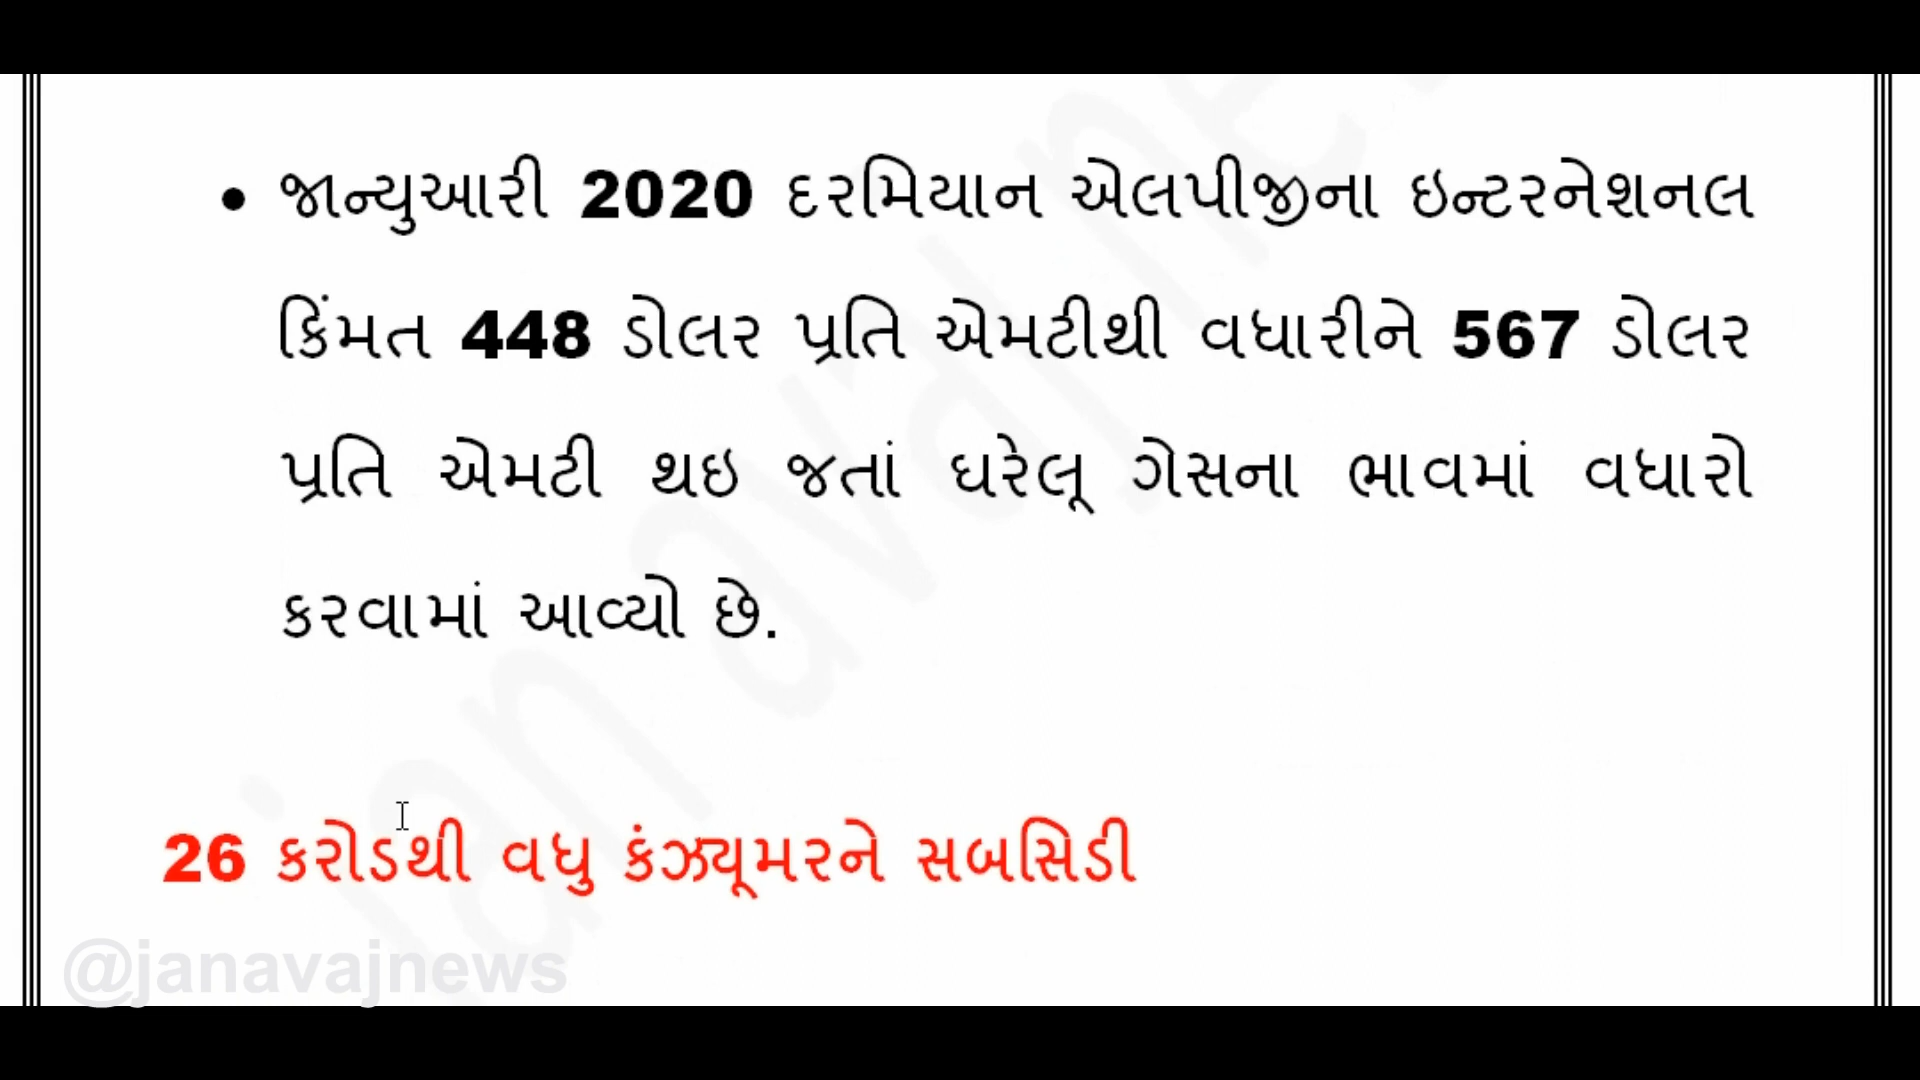 • જાન્યુઆરી 2020 દરમિયાન એલપીજીના ઇન્ટરનેશનલ
કિંમત 448 ડોલર પ્રતિ એમટીથી વધારીને 567 ડોલર
પ્રતિ એમટી થઇ જતાં ઘરેલૂ ગેસના ભાવમાં વધારો
કરવામાં આવ્યો છે.
26 કરોડથી વધુ કંઝ્યૂમરને સબસિડી
@janavajnews